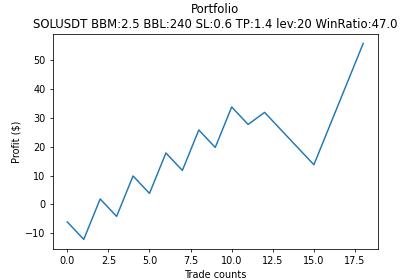 Portfolio
SOLUSDT BBM:2.5 BBL:240 SL:0.6 TP:1.4 lev:20 WinRatio:47.0
50
40
30
20
10
0
−10
Profit ($)
0.0 2.5 5.0 7.5 10.0 12.5 15.0 17.5
Trade counts